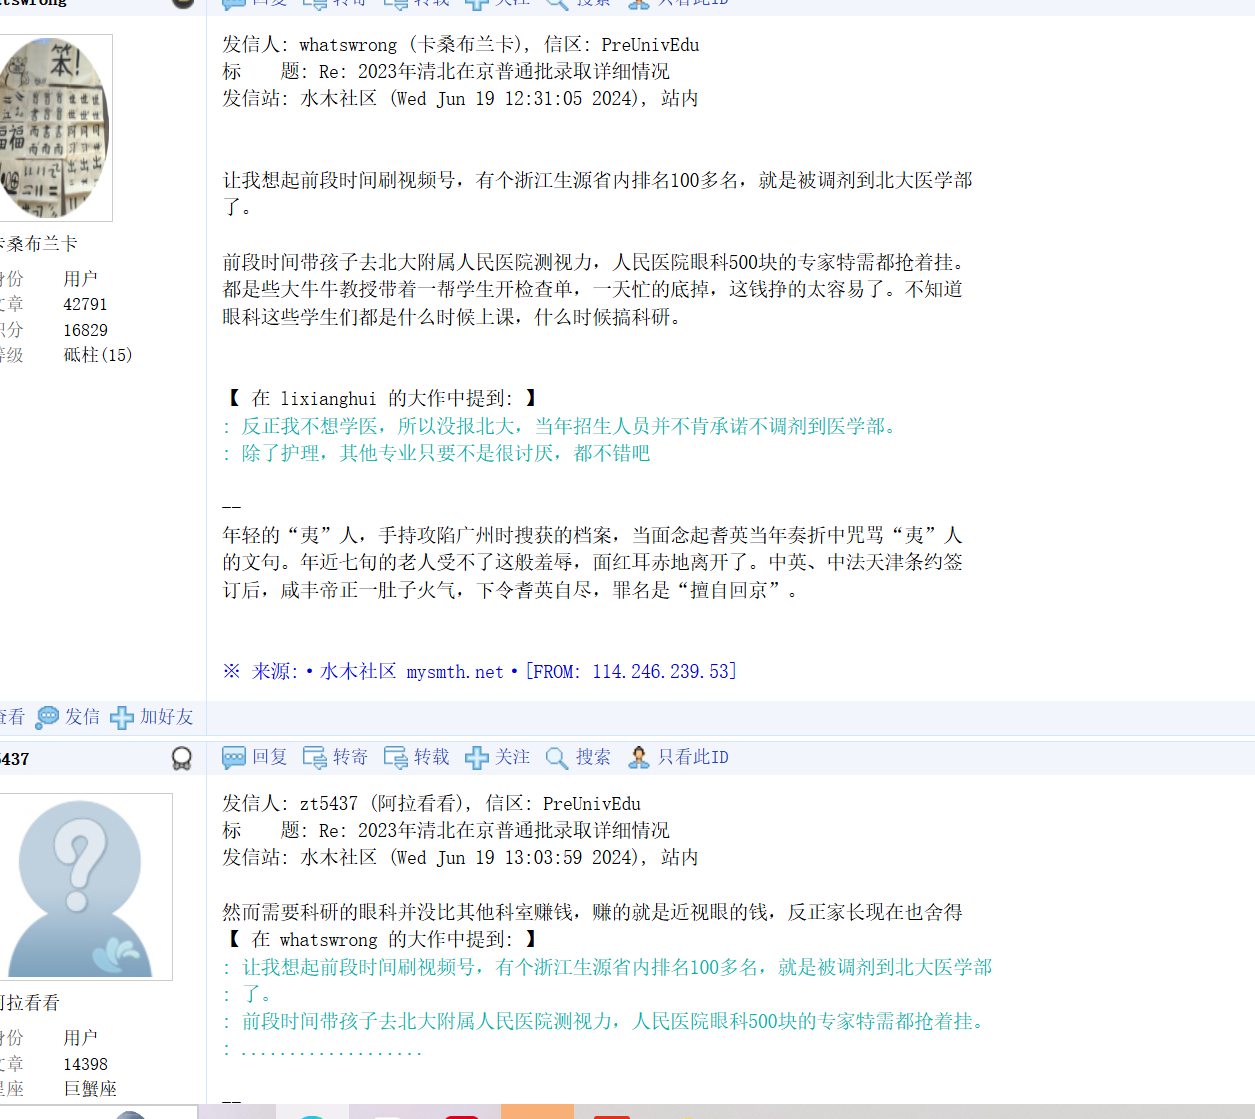 回复 转寄 转载 关注 搜索 只看此ID
发信人: whatswrong (卡桑布兰卡), 信区: PreUnivEdu
标　　题: Re: 2023年清北在京普通批录取详细情况
发信站: 水木社区 (Wed Jun 19 12:31:05 2024), 站内
让我想起前段时间刷视频号，有个浙江生源省内排名100多名，就是被调剂到北大医学部
了。
前段时间带孩子去北大附属人民医院测视力，人民医院眼科500块的专家特需都抢着挂。
都是些大牛牛教授带着一帮学生开检查单，一天忙的底掉，这钱挣的太容易了。不知道
眼科这些学生们都是什么时候上课，什么时候搞科研。
【 在 lixianghui 的大作中提到: 】
: 反正我不想学医，所以没报北大，当年招生人员并不肯承诺不调剂到医学部。
: 除了护理，其他专业只要不是很讨厌，都不错吧
--
年轻的“夷”人，手持攻陷广州时搜获的档案，当面念起耆英当年奏折中咒骂“夷”人
的文句。年近七旬的老人受不了这般羞辱，面红耳赤地离开了。中英、中法天津条约签
订后，咸丰帝正一肚子火气，下令耆英自尽，罪名是“擅自回京”。
※ 来源:·水木社区 mysmth.net·[FROM: 114.246.239.53]
笨!
卡桑布兰卡
身份 用户
文章 42791
积分 16829
等级 砥柱(15)
查看 发信 加好友
5437
回复 转寄 转载 关注 搜索 只看此ID
发信人: zt5437 (阿拉看看), 信区: PreUnivEdu
标　　题: Re: 2023年清北在京普通批录取详细情况
发信站: 水木社区 (Wed Jun 19 13:03:59 2024), 站内
然而需要科研的眼科并没比其他科室赚钱，赚的就是近视眼的钱，反正家长现在也舍得
【 在 whatswrong 的大作中提到: 】
: 让我想起前段时间刷视频号，有个浙江生源省内排名100多名，就是被调剂到北大医学部
: 了。
: 前段时间带孩子去北大附属人民医院测视力，人民医院眼科500块的专家特需都抢着挂。
: ...................
--
阿拉看看
身份 用户
文章 14398
星座 巨蟹座